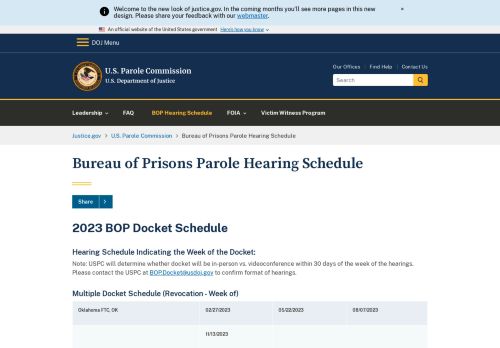 Welcome to the new look of justice.gov. In the coming months you'll see more pages in this new
design. Please share your feedback with our webmaster.
×
An official website of the United States government Here's how you know
DOJ Menu
U.S. Parole Commission
U.S. Department of Justice
Our Offices | Find Help | Contact Us
Search
Leadership FAQ BOP Hearing Schedule FOIA Victim Witness Program
Justice.gov > U.S. Parole Commission > Bureau of Prisons Parole Hearing Schedule
Bureau of Prisons Parole Hearing Schedule
Share >
2023 BOP Docket Schedule
Hearing Schedule Indicating the Week of the Docket:
Note: USPC will determine whether docket will be in-person vs. videoconference within 30 days of the week of the hearings.
Please contact the USPC at BOP.Docket@usdoj.gov to confirm format of hearings.
Multiple Docket Schedule (Revocation - Week of)
Oklahoma FTC, OK 02/27/2023 05/22/2023 08/07/2023
11/13/2023